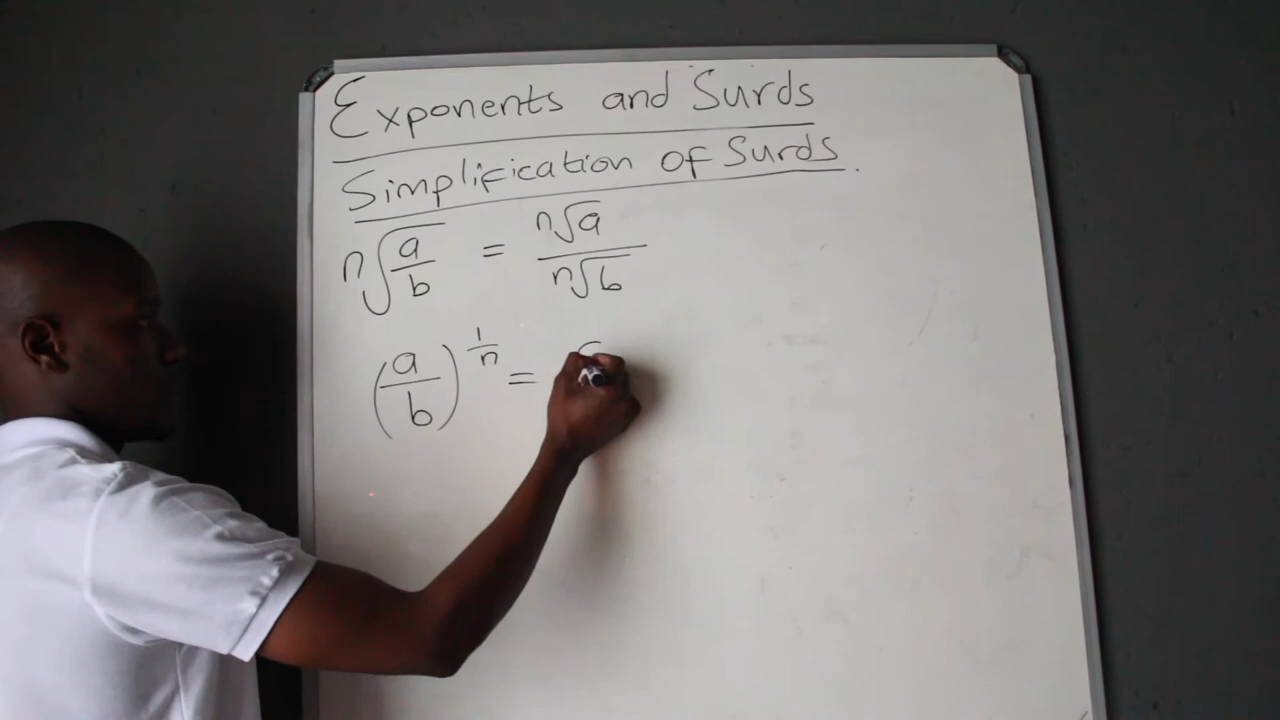 Exponents and Surds
Simplification of Surds.
n√(a/b) = n√a / n√b
(a/b)^(1/n) =